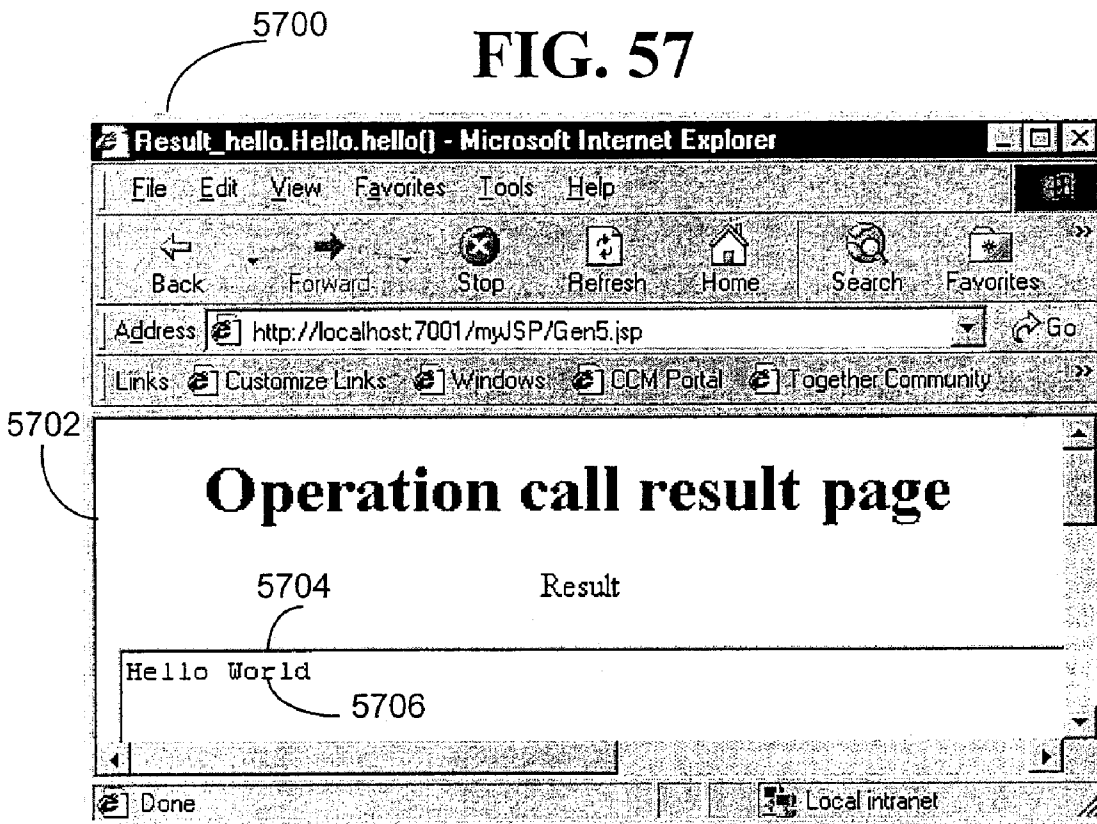 5700
FIG. 57
Result_hello.Hello.hello() - Microsoft Internet Explorer
File Edit View Favorites Tools Help
Back Forward Stop Refresh Home Search Favorites »
Address http://localhost:7001/myJSP/Gen5.jsp Go
Links Customize Links Windows CCM Portal Together Community »
5702
Operation call result page
5704 Result
Hello World
5706
Done Local intranet